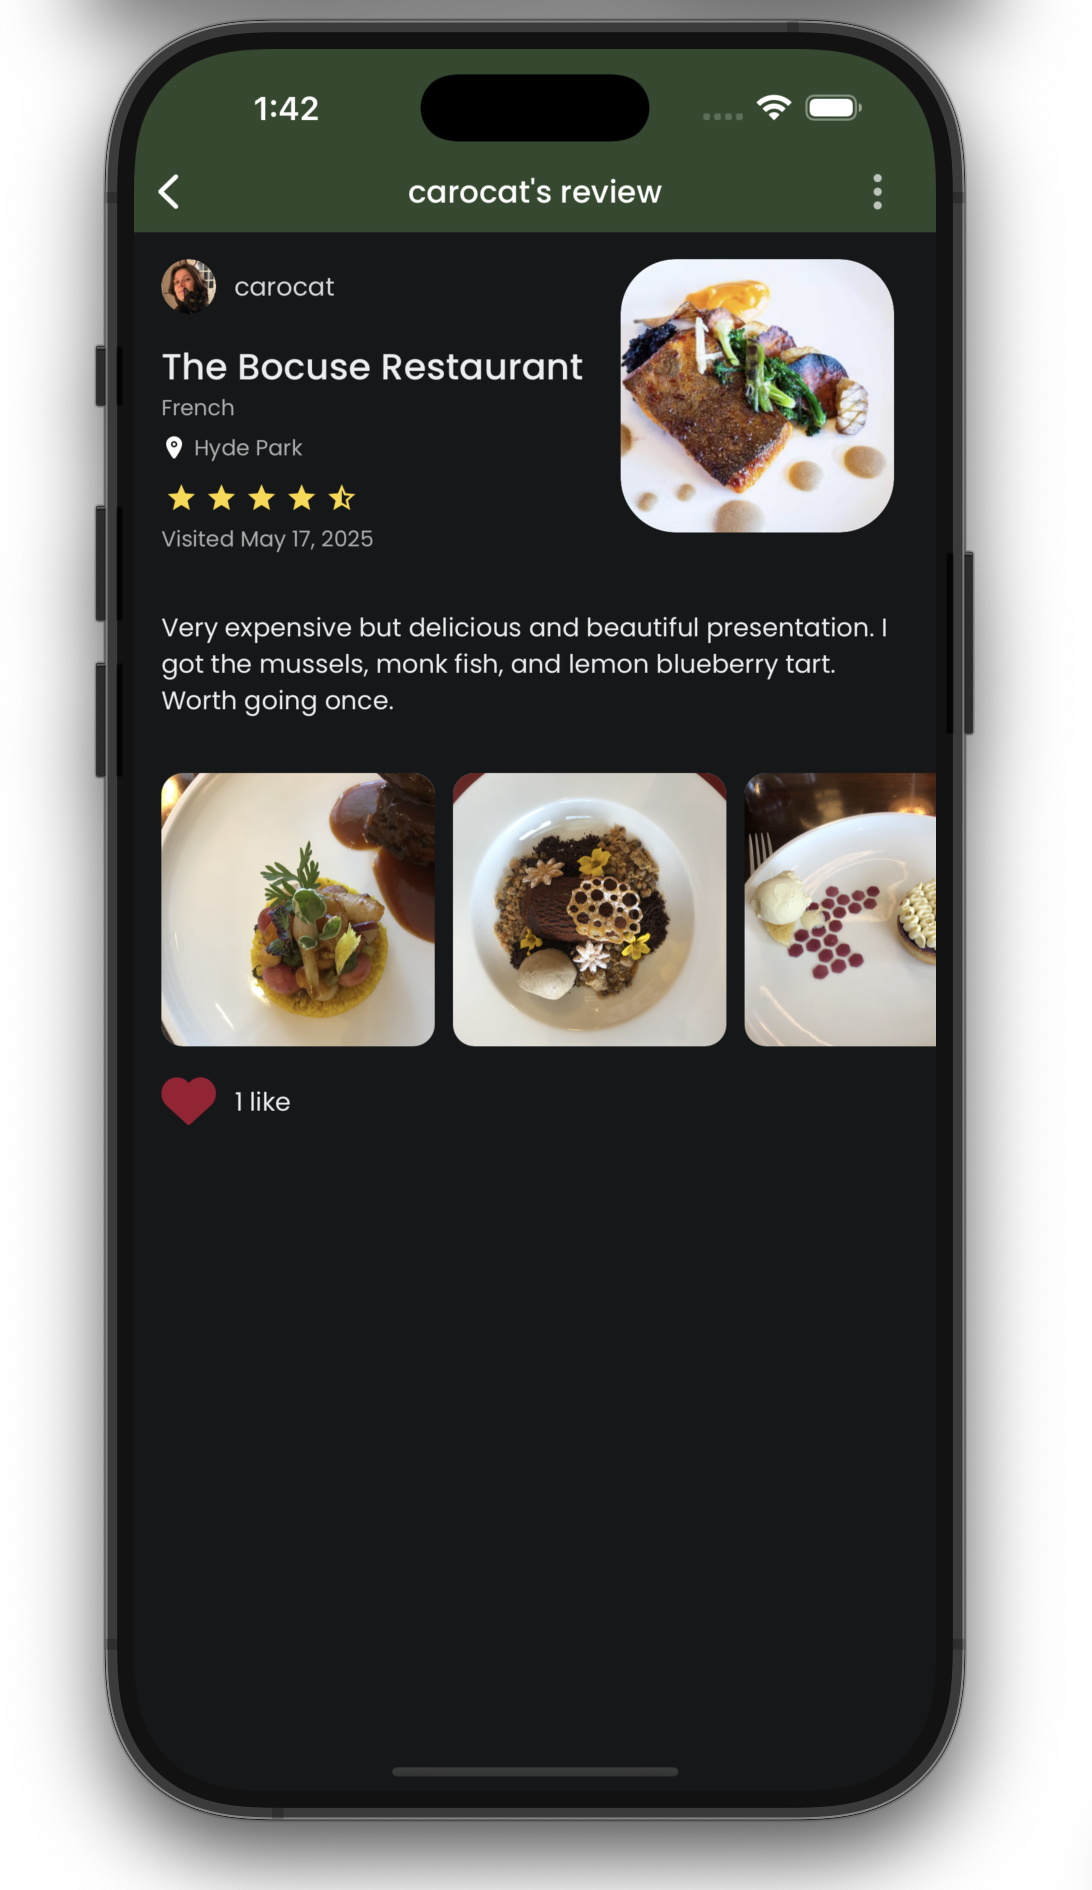 1:42
carocat's review
carocat
The Bocuse Restaurant
French
Hyde Park
Visited May 17, 2025
Very expensive but delicious and beautiful presentation. I
got the mussels, monk fish, and lemon blueberry tart.
Worth going once.
1 like